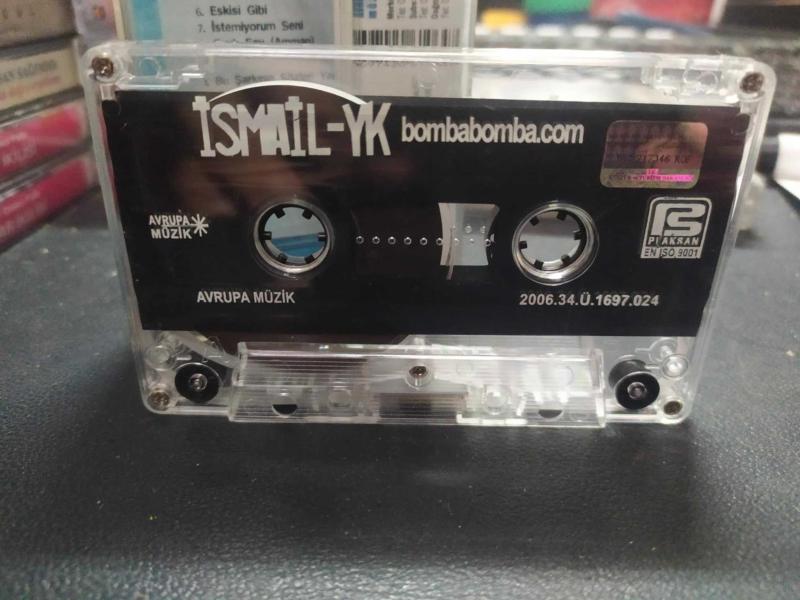 6. Eskisi Gibi
7. İstemiyorum Seni
İSMAİL-YK bombabomba.com
AVRUPA
MÜZİK
PLAKSAN
EN ISO 9001
AVRUPA MÜZİK
2006.34.Ü.1697.024